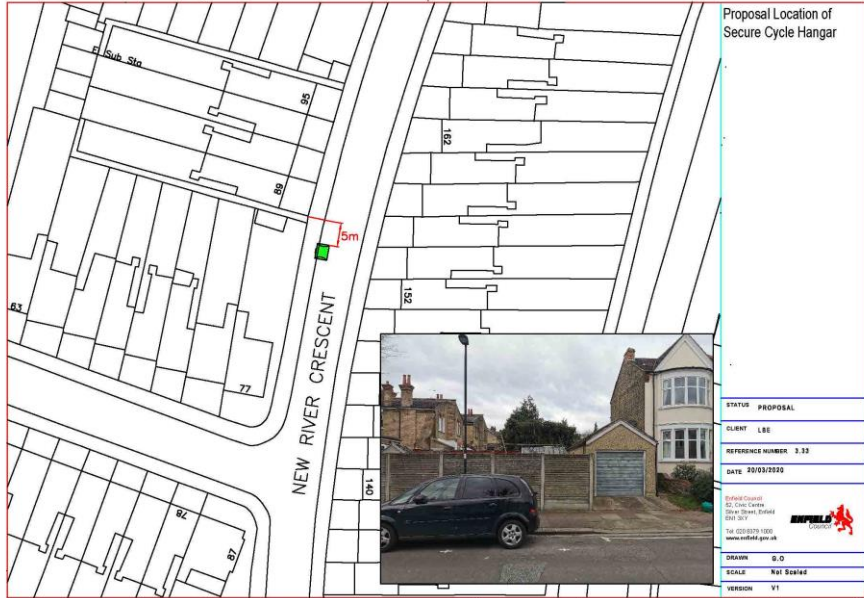 Proposal Location of
Secure Cycle Hangar
El Sub Sta
95
89
162
5m
152
63
77
NEW RIVER CRESCENT
140
78
87
STATUS PROPOSAL
CLIENT LBE
REFERENCE NUMBER 3.33
DATE 20/03/2020
Enfield Council
Civic Centre
Silver Street, Enfield
EN1 3XY
Tel: 020 8379 1000
www.enfield.gov.uk
ENFIELD
Council
DRAWN G.O
SCALE Not Scaled
VERSION V1